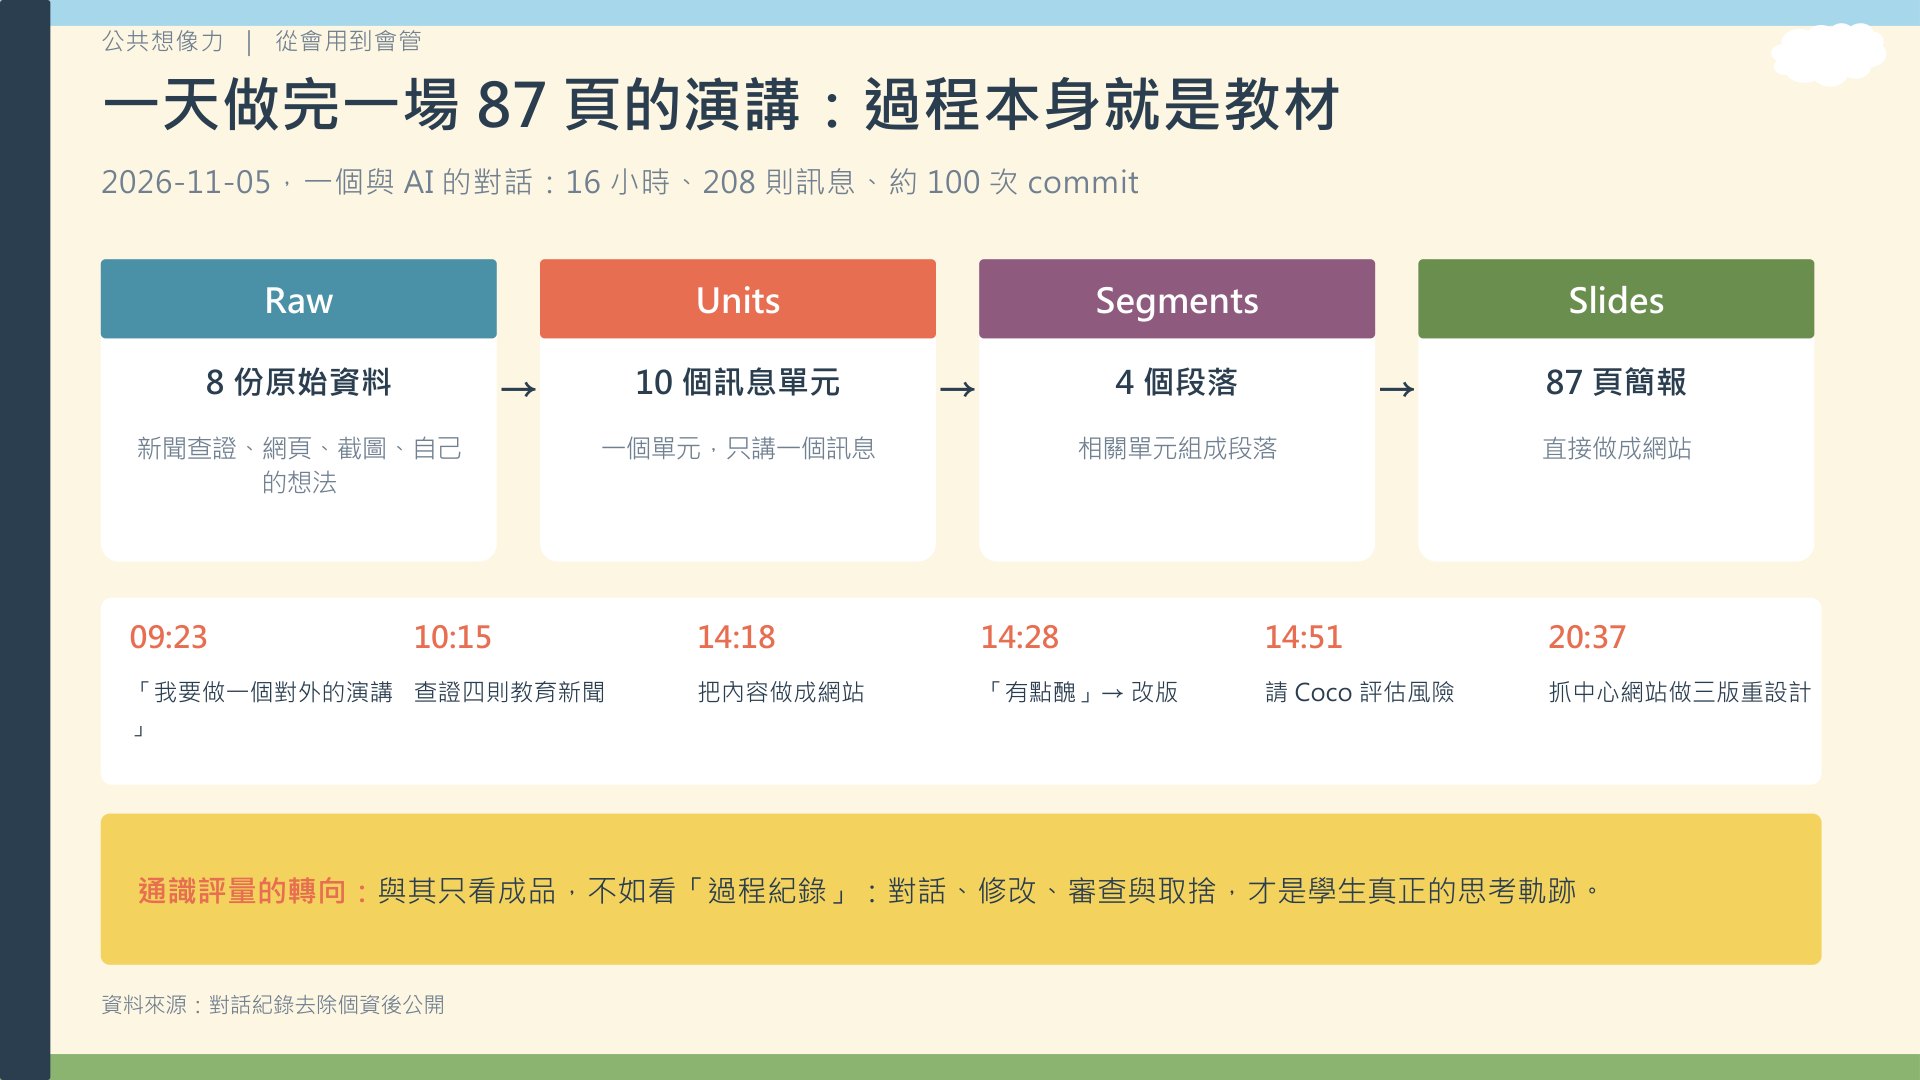 公共想像力 ｜ 從會用到會管
一天做完一場 87 頁的演講：過程本身就是教材
2026-11-05，一個與 AI 的對話：16 小時、208 則訊息、約 100 次 commit
Raw
8 份原始資料
新聞查證、網頁、截圖、自己
的想法
→
Units
10 個訊息單元
一個單元，只講一個訊息
→
Segments
4 個段落
相關單元組成段落
→
Slides
87 頁簡報
直接做成網站
09:23
「我要做一個對外的演講
」
10:15
查證四則教育新聞
14:18
把內容做成網站
14:28
「有點醜」→ 改版
14:51
請 Coco 評估風險
20:37
抓中心網站做三版重設計
通識評量的轉向：與其只看成品，不如看「過程紀錄」：對話、修改、審查與取捨，才是學生真正的思考軌跡。
資料來源：對話紀錄去除個資後公開